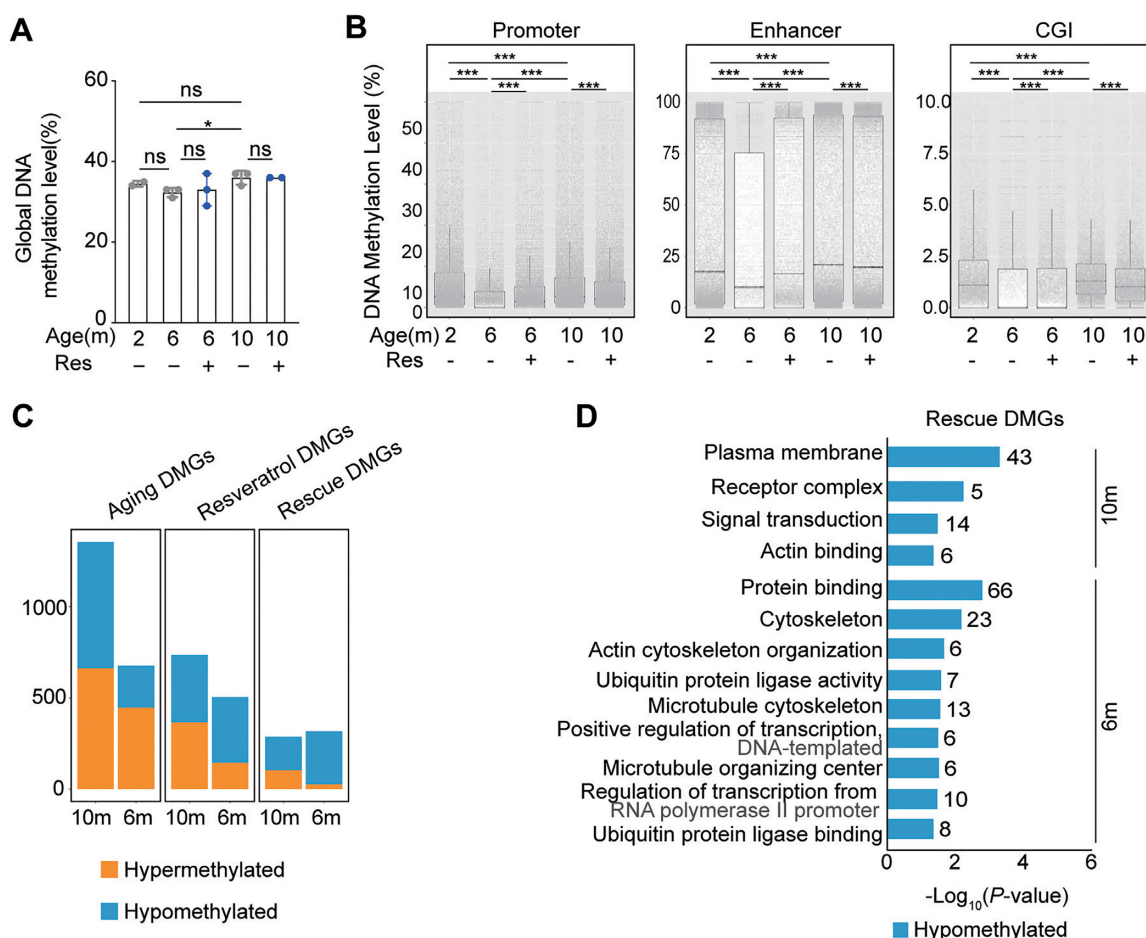 A
Global DNA
methylation level(%)
60
40
20
0
ns
*
ns
ns
ns
Age(m) 2 6 6 10 10
Res – – + – +
B
Promoter
Enhancer
CGI
DNA Methylation Level (%)
*** *** *** *** ***
50
40
30
20
10
0
2 6 6 10 10
- - + - +
*** *** *** *** ***
100
75
50
25
0
2 6 6 10 10
- - + - +
*** *** *** *** ***
10.0
7.5
5.0
2.5
0.0
2 6 6 10 10
- - + - +
C
Aging DMGs
Resveratrol DMGs
Rescue DMGs
1000
500
0
10m 6m 10m 6m 10m 6m
Hypermethylated
Hypomethylated
D
Rescue DMGs
Plasma membrane 43
Receptor complex 5
Signal transduction 14
Actin binding 6
10m
Protein binding 66
Cytoskeleton 23
Actin cytoskeleton organization 6
Ubiquitin protein ligase activity 7
Microtubule cytoskeleton 13
Positive regulation of transcription,
DNA-templated 6
Microtubule organizing center 6
Regulation of transcription from
RNA polymerase II promoter 10
Ubiquitin protein ligase binding 8
6m
0 2 4 6
-Log10(P-value)
Hypomethylated